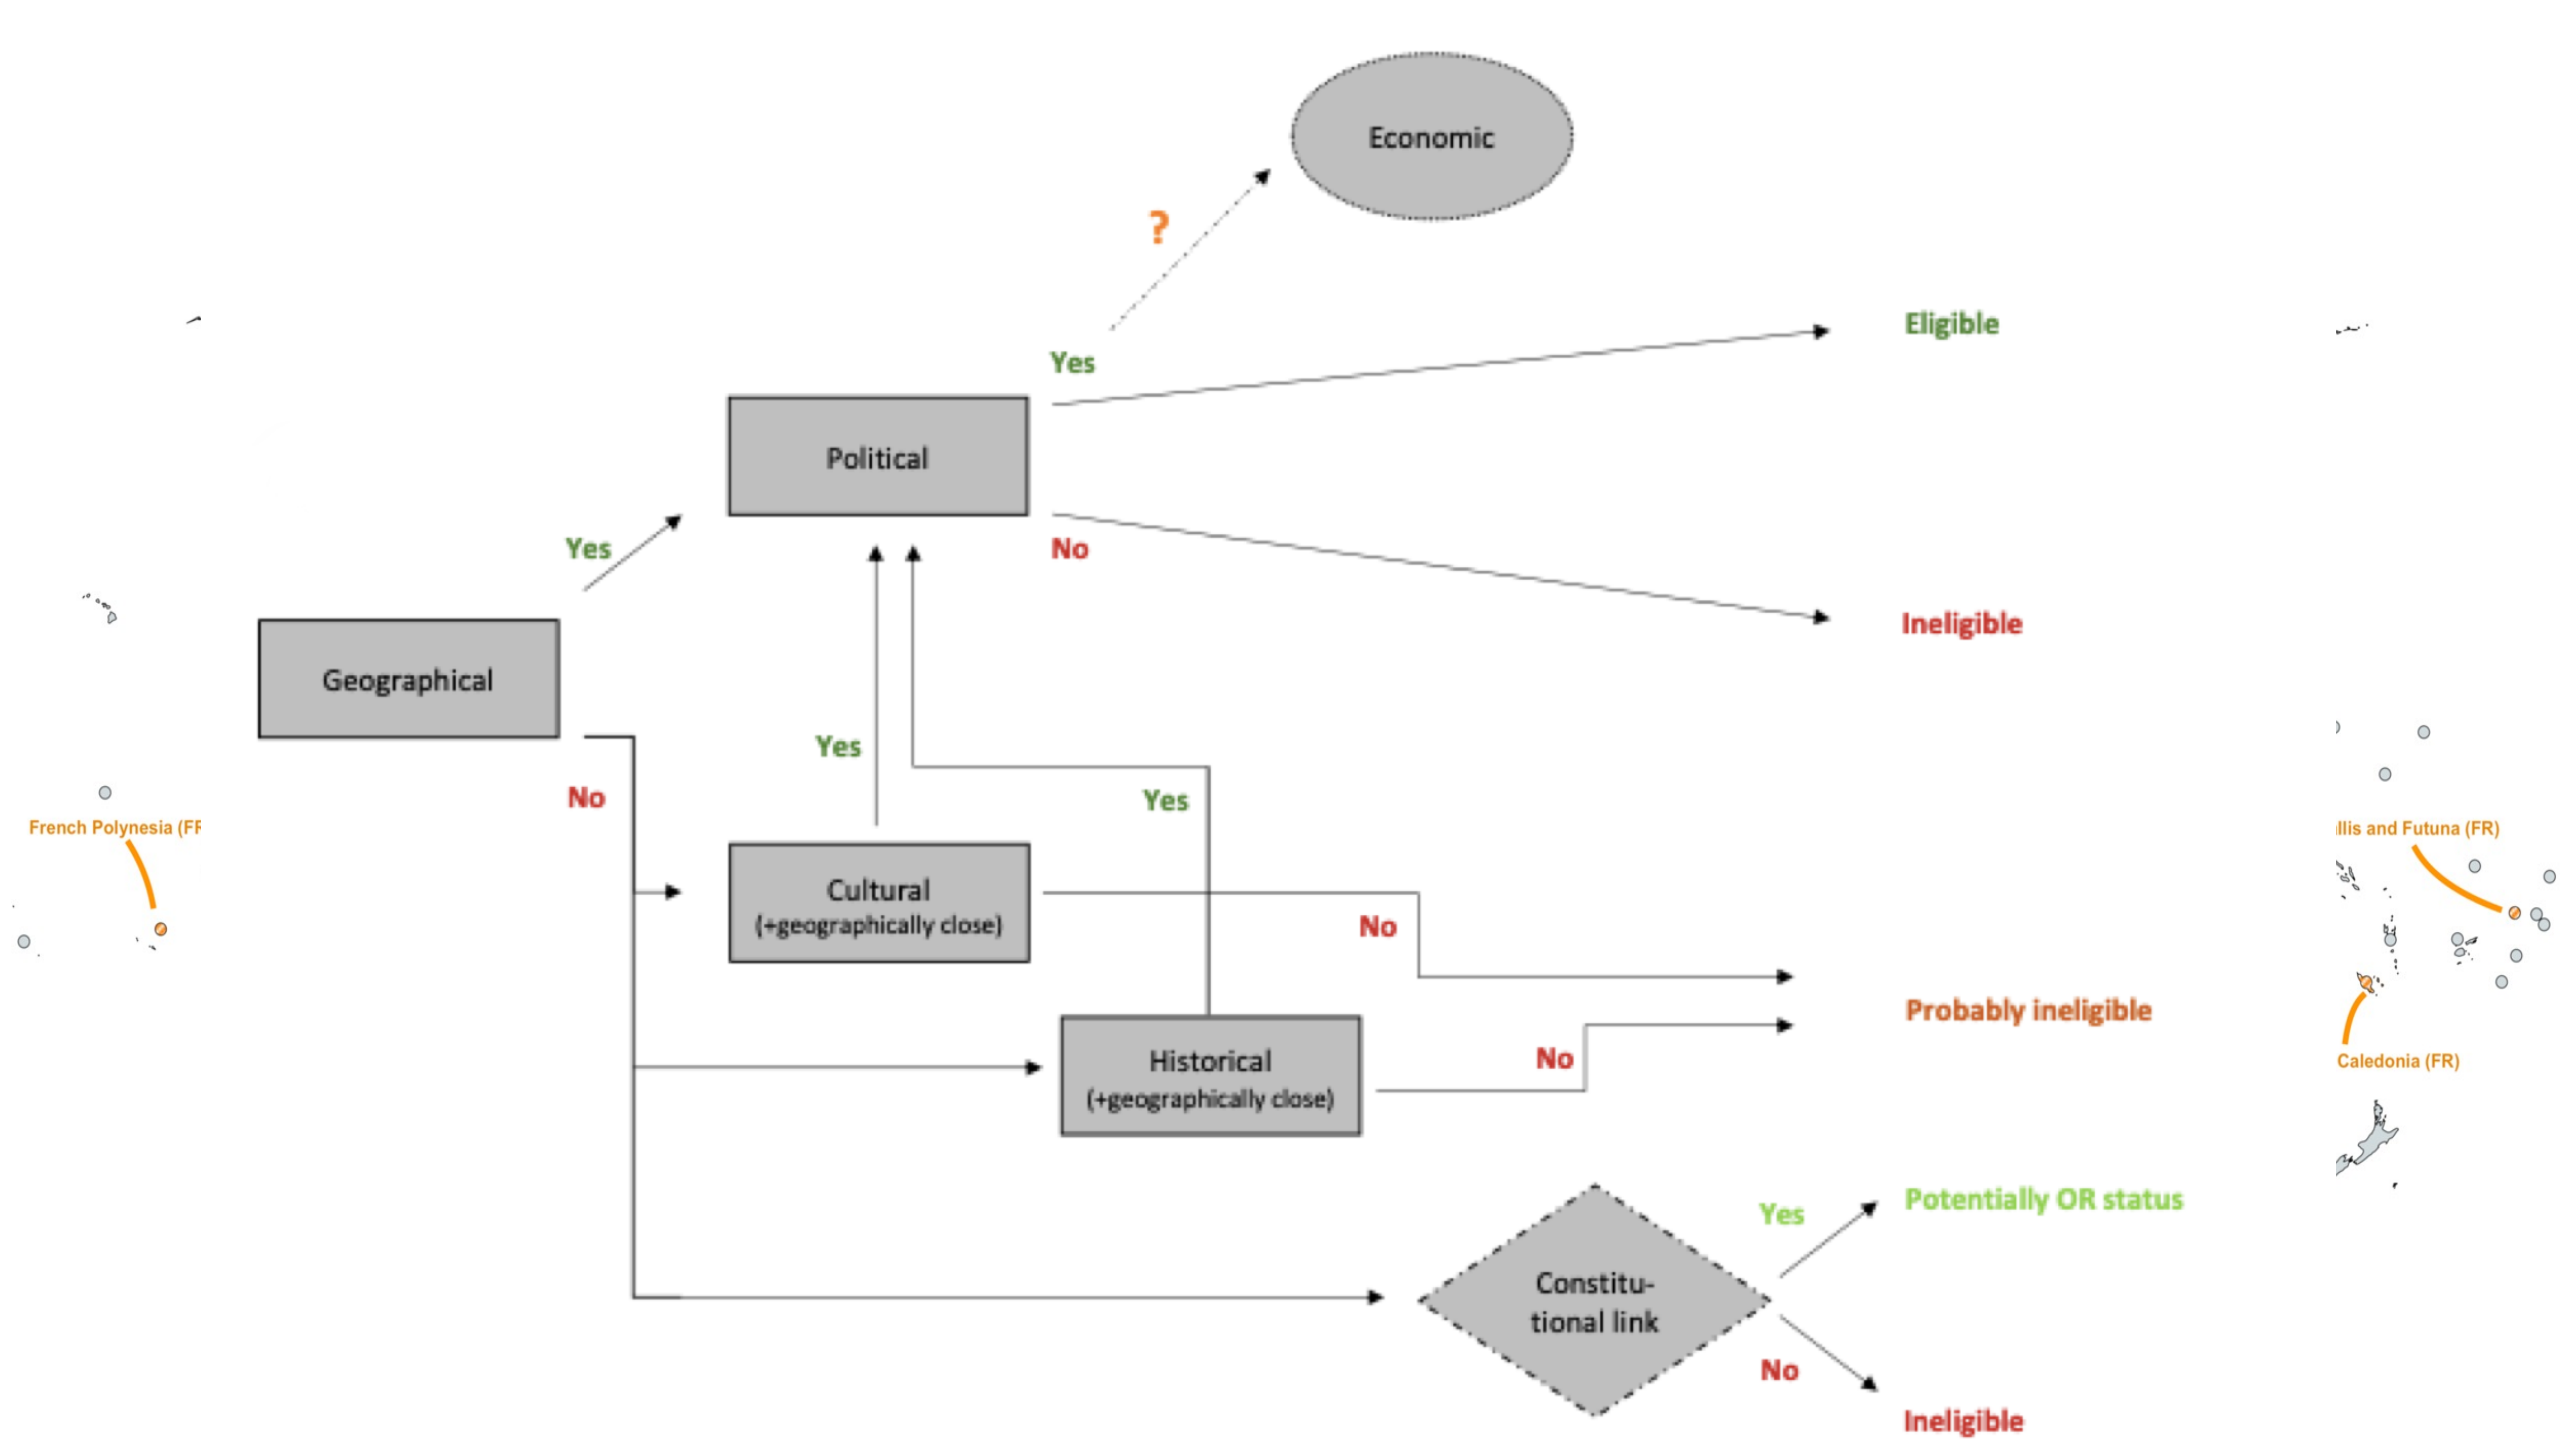 Economic
?
Eligible
Yes
Political
Yes
No
Ineligible
Geographical
Yes
No
Yes
French Polynesia (FR
llis and Futuna (FR)
Cultural
(+geographically close)
No
Probably ineligible
Historical
(+geographically close)
No
Caledonia (FR)
Potentially OR status
Yes
Constitu-
tional link
No
Ineligible